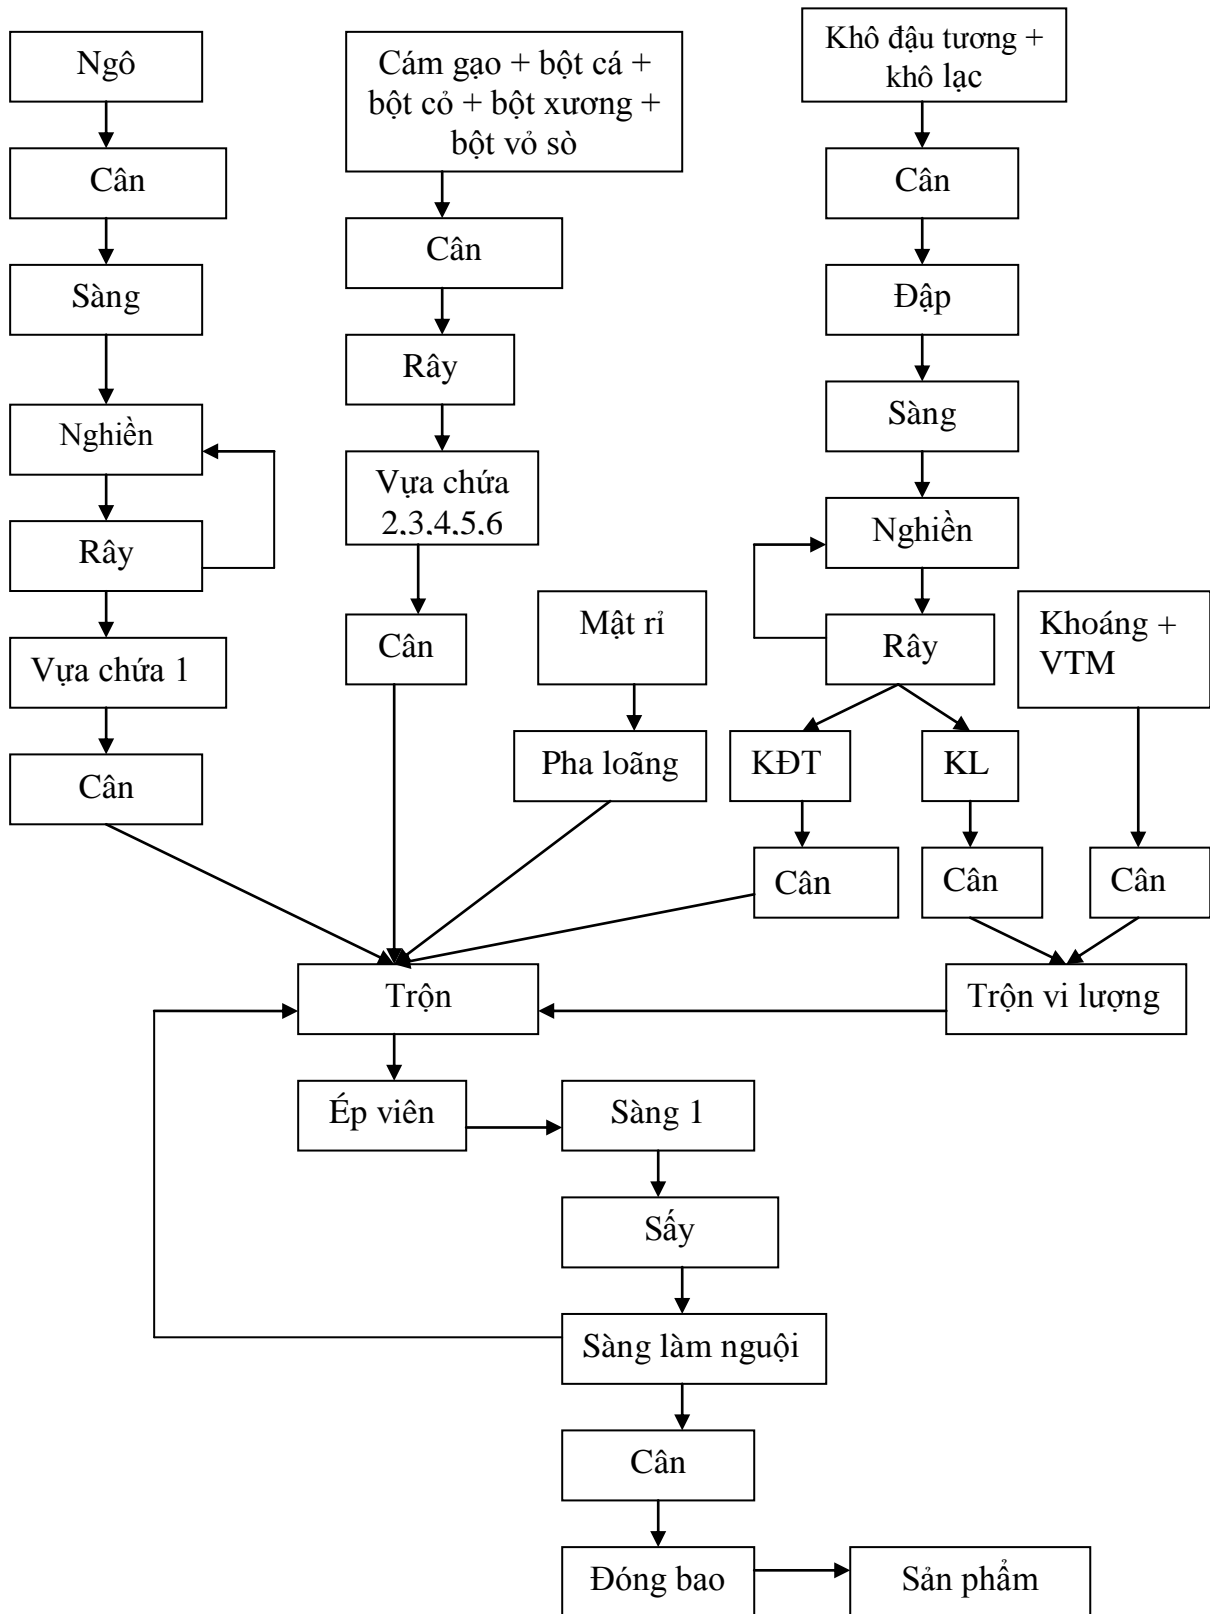 Ngô
Cám gạo + bột cá +
bột cỏ + bột xương +
bột vỏ sò
Khô đậu tương +
khô lạc
Cân
Cân
Cân
Sàng
Đập
Rây
Sàng
Nghiền
Vựa chứa
2,3,4,5,6
Nghiền
Rây
Mật rỉ
Cân
Rây
Khoáng +
VTM
Vựa chứa 1
Pha loãng
KĐT
KL
Cân
Cân
Cân
Cân
Trộn
Trộn vi lượng
Ép viên
Sàng 1
Sấy
Sàng làm nguội
Cân
Đóng bao
Sản phẩm